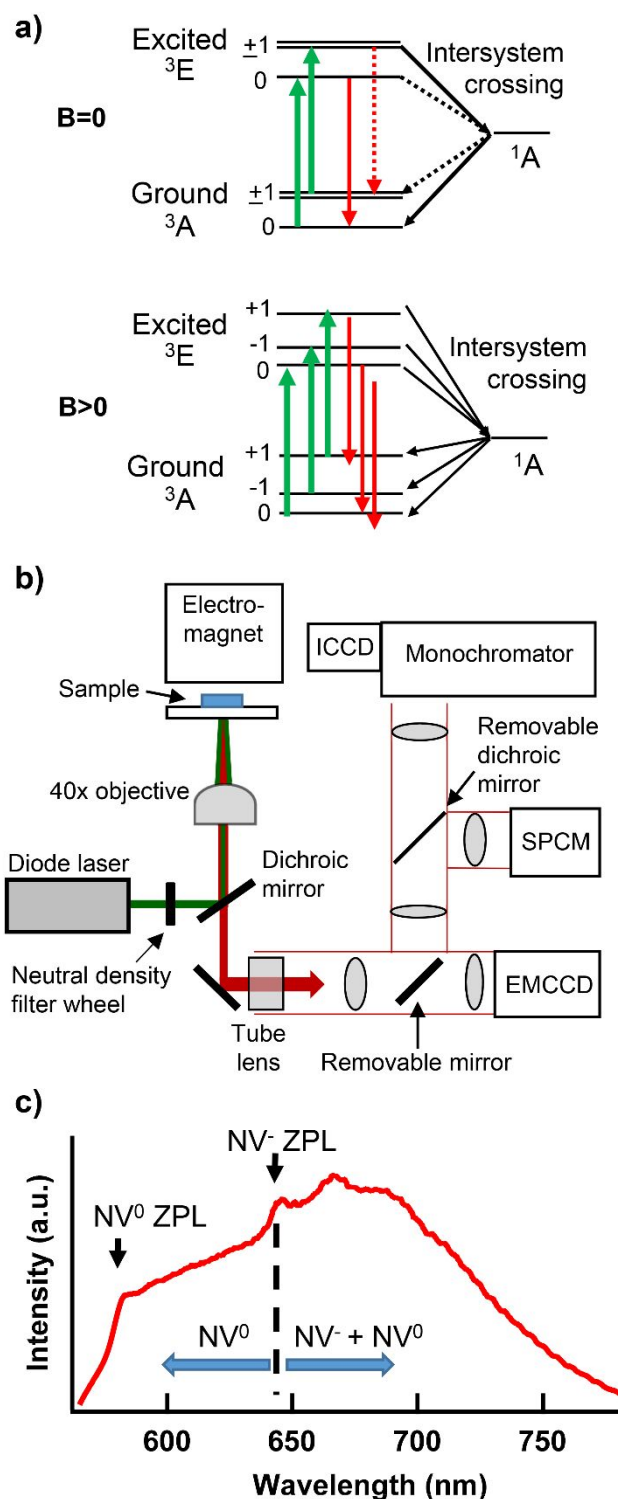 a)
Excited
³E
±1
0
Intersystem
crossing
B=0
¹A
Ground
³A
±1
0
Excited
³E
+1
-1
0
Intersystem
crossing
B>0
¹A
Ground
³A
+1
-1
0
b)
Electro-
magnet
ICCD
Monochromator
Sample
Removable
dichroic
mirror
40x objective
SPCM
Diode laser
Dichroic
mirror
Neutral density
filter wheel
EMCCD
Tube
lens
Removable mirror
c)
NV⁻ ZPL
NV⁰ ZPL
Intensity (a.u.)
NV⁰
NV⁻ + NV⁰
600
650
700
750
Wavelength (nm)